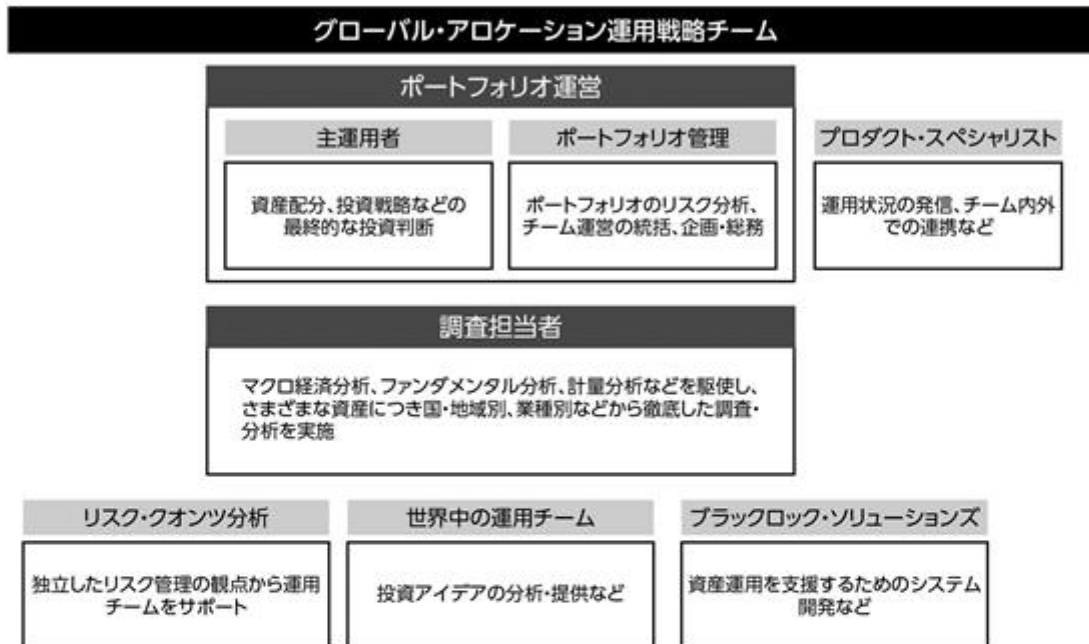 グローバル・アロケーション運用戦略チーム
ポートフォリオ運営
主運用者
資産配分、投資戦略などの
最終的な投資判断
ポートフォリオ管理
ポートフォリオのリスク分析、
チーム運営の統括、企画・総務
プロダクト・スペシャリスト
運用状況の発信、チーム内外
での連携など
調査担当者
マクロ経済分析、ファンダメンタル分析、計量分析などを駆使し、
さまざまな資産につき国・地域別、業種別などから徹底した調査・
分析を実施
リスク・クオンツ分析
独立したリスク管理の観点から運用
チームをサポート
世界中の運用チーム
投資アイデアの分析・提供など
ブラックロック・ソリューションズ
資産運用を支援するためのシステム
開発など